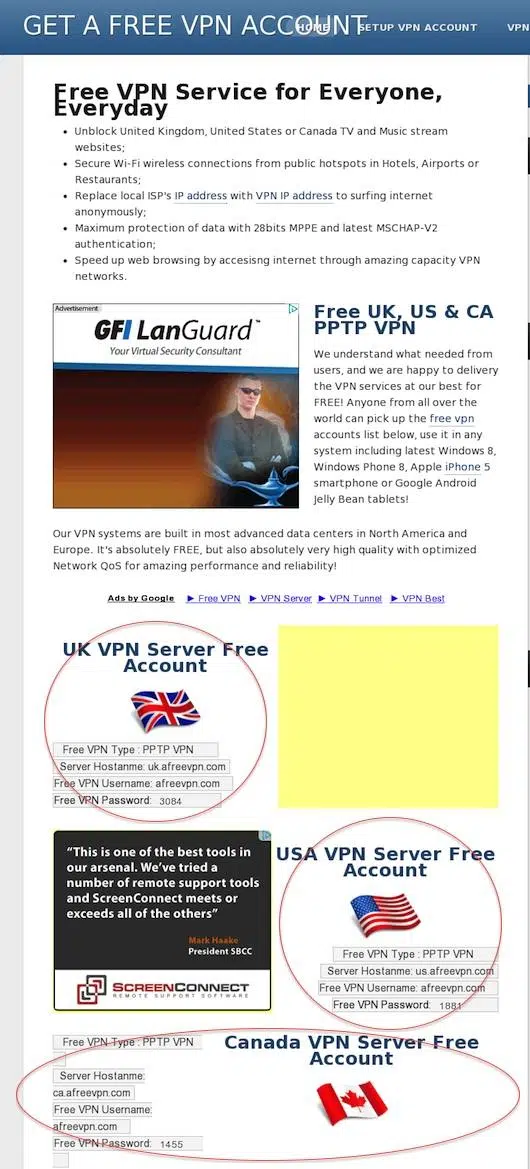 GET A FREE VPN ACCOUNT
HOME
SETUP VPN ACCOUNT
VPN
Free VPN Service for Everyone,
Everyday
Unblock United Kingdom, United States or Canada TV and Music stream
websites;
Secure Wi-Fi wireless connections from public hotspots in Hotels, Airports or
Restaurants;
Replace local ISP's IP address with VPN IP address to surfing internet
anonymously;
Maximum protection of data with 28bits MPPE and latest MSCHAP-V2
authentication;
Speed up web browsing by accesisng internet through amazing capacity VPN
networks.
Advertisement
GFI LanGuard™
Your Virtual Security Consultant
Free UK, US & CA
PPTP VPN
We understand what needed from
users, and we are happy to delivery
the VPN services at our best for
FREE! Anyone from all over the
world can pick up the free vpn
accounts list below, use it in any
system including latest Windows 8,
Windows Phone 8, Apple iPhone 5
smartphone or Google Android
Jelly Bean tablets!
Our VPN systems are built in most advanced data centers in North America and
Europe. It's absolutely FREE, but also absolutely very high quality with optimized
Network QoS for amazing performance and reliability!
Ads by Google ► Free VPN ► VPN Server ► VPN Tunnel ► VPN Best
UK VPN Server Free
Account
Free VPN Type : PPTP VPN
Server Hostanme: uk.afreevpn.com
Free VPN Username: afreevpn.com
Free VPN Password: 3084
“This is one of the best tools in
our arsenal. We’ve tried a
number of remote support tools
and ScreenConnect meets or
exceeds all of the others”
Mark Haake
President SBCC
SCREENCONNECT
REMOTE SUPPORT SOFTWARE
USA VPN Server Free
Account
Free VPN Type : PPTP VPN
Server Hostanme: us.afreevpn.com
Free VPN Username: afreevpn.com
Free VPN Password: 1881
Canada VPN Server Free
Account
Free VPN Type : PPTP VPN
Server Hostanme:
ca.afreevpn.com
Free VPN Username:
afreevpn.com
Free VPN Password: 1455